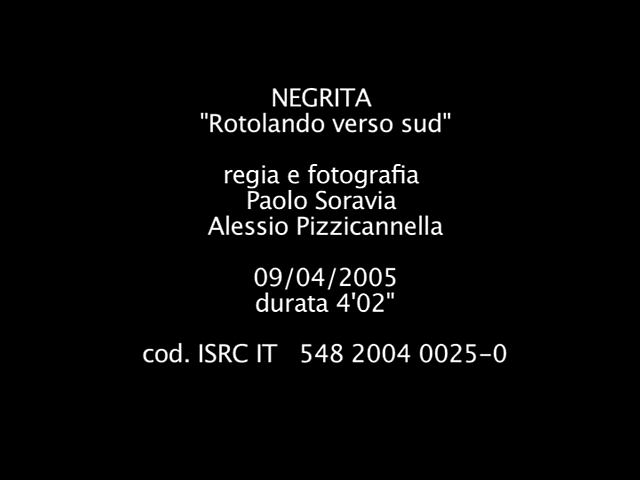 NEGRITA
"Rotolando verso sud"
regia e fotografia
Paolo Soravia
Alessio Pizzicannella
09/04/2005
durata 4'02"
cod. ISRC IT 548 2004 0025-0